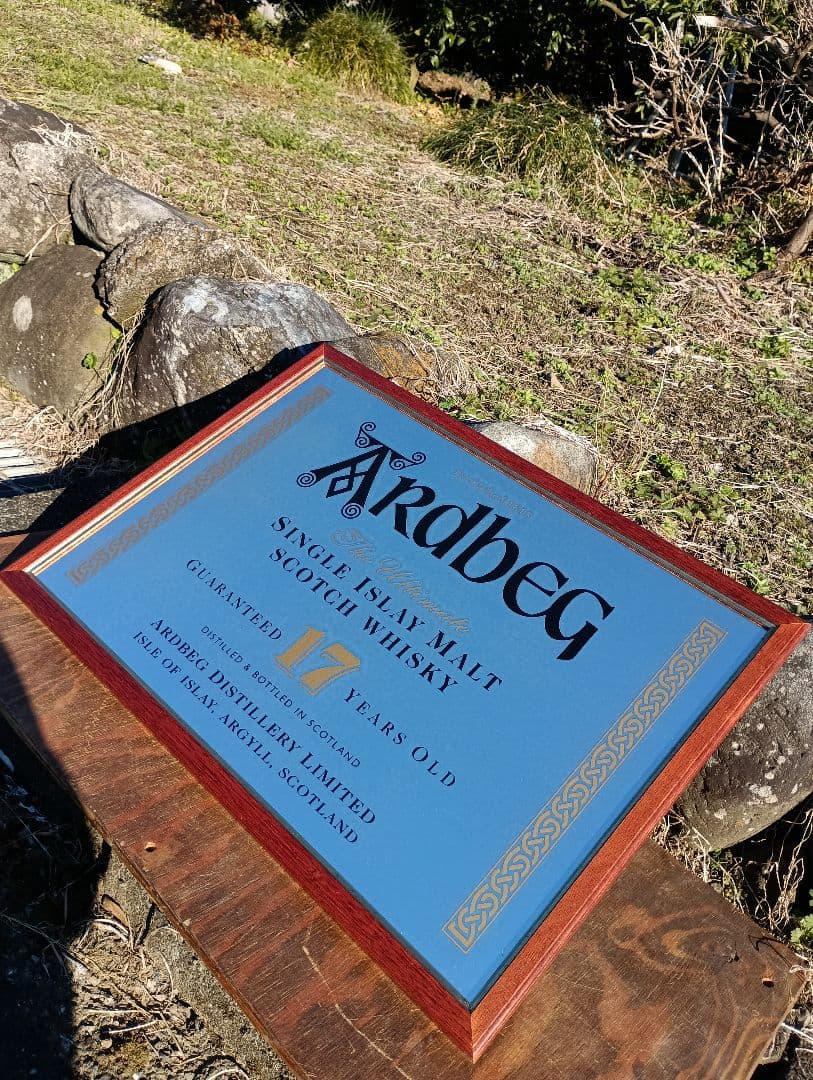 Ardbeg
The Ultimate
SINGLE ISLAY MALT
SCOTCH WHISKY
GUARANTEED 17 YEARS OLD
DISTILLED & BOTTLED IN SCOTLAND
ARDBEG DISTILLERY LIMITED
ISLE OF ISLAY, ARGYLL, SCOTLAND